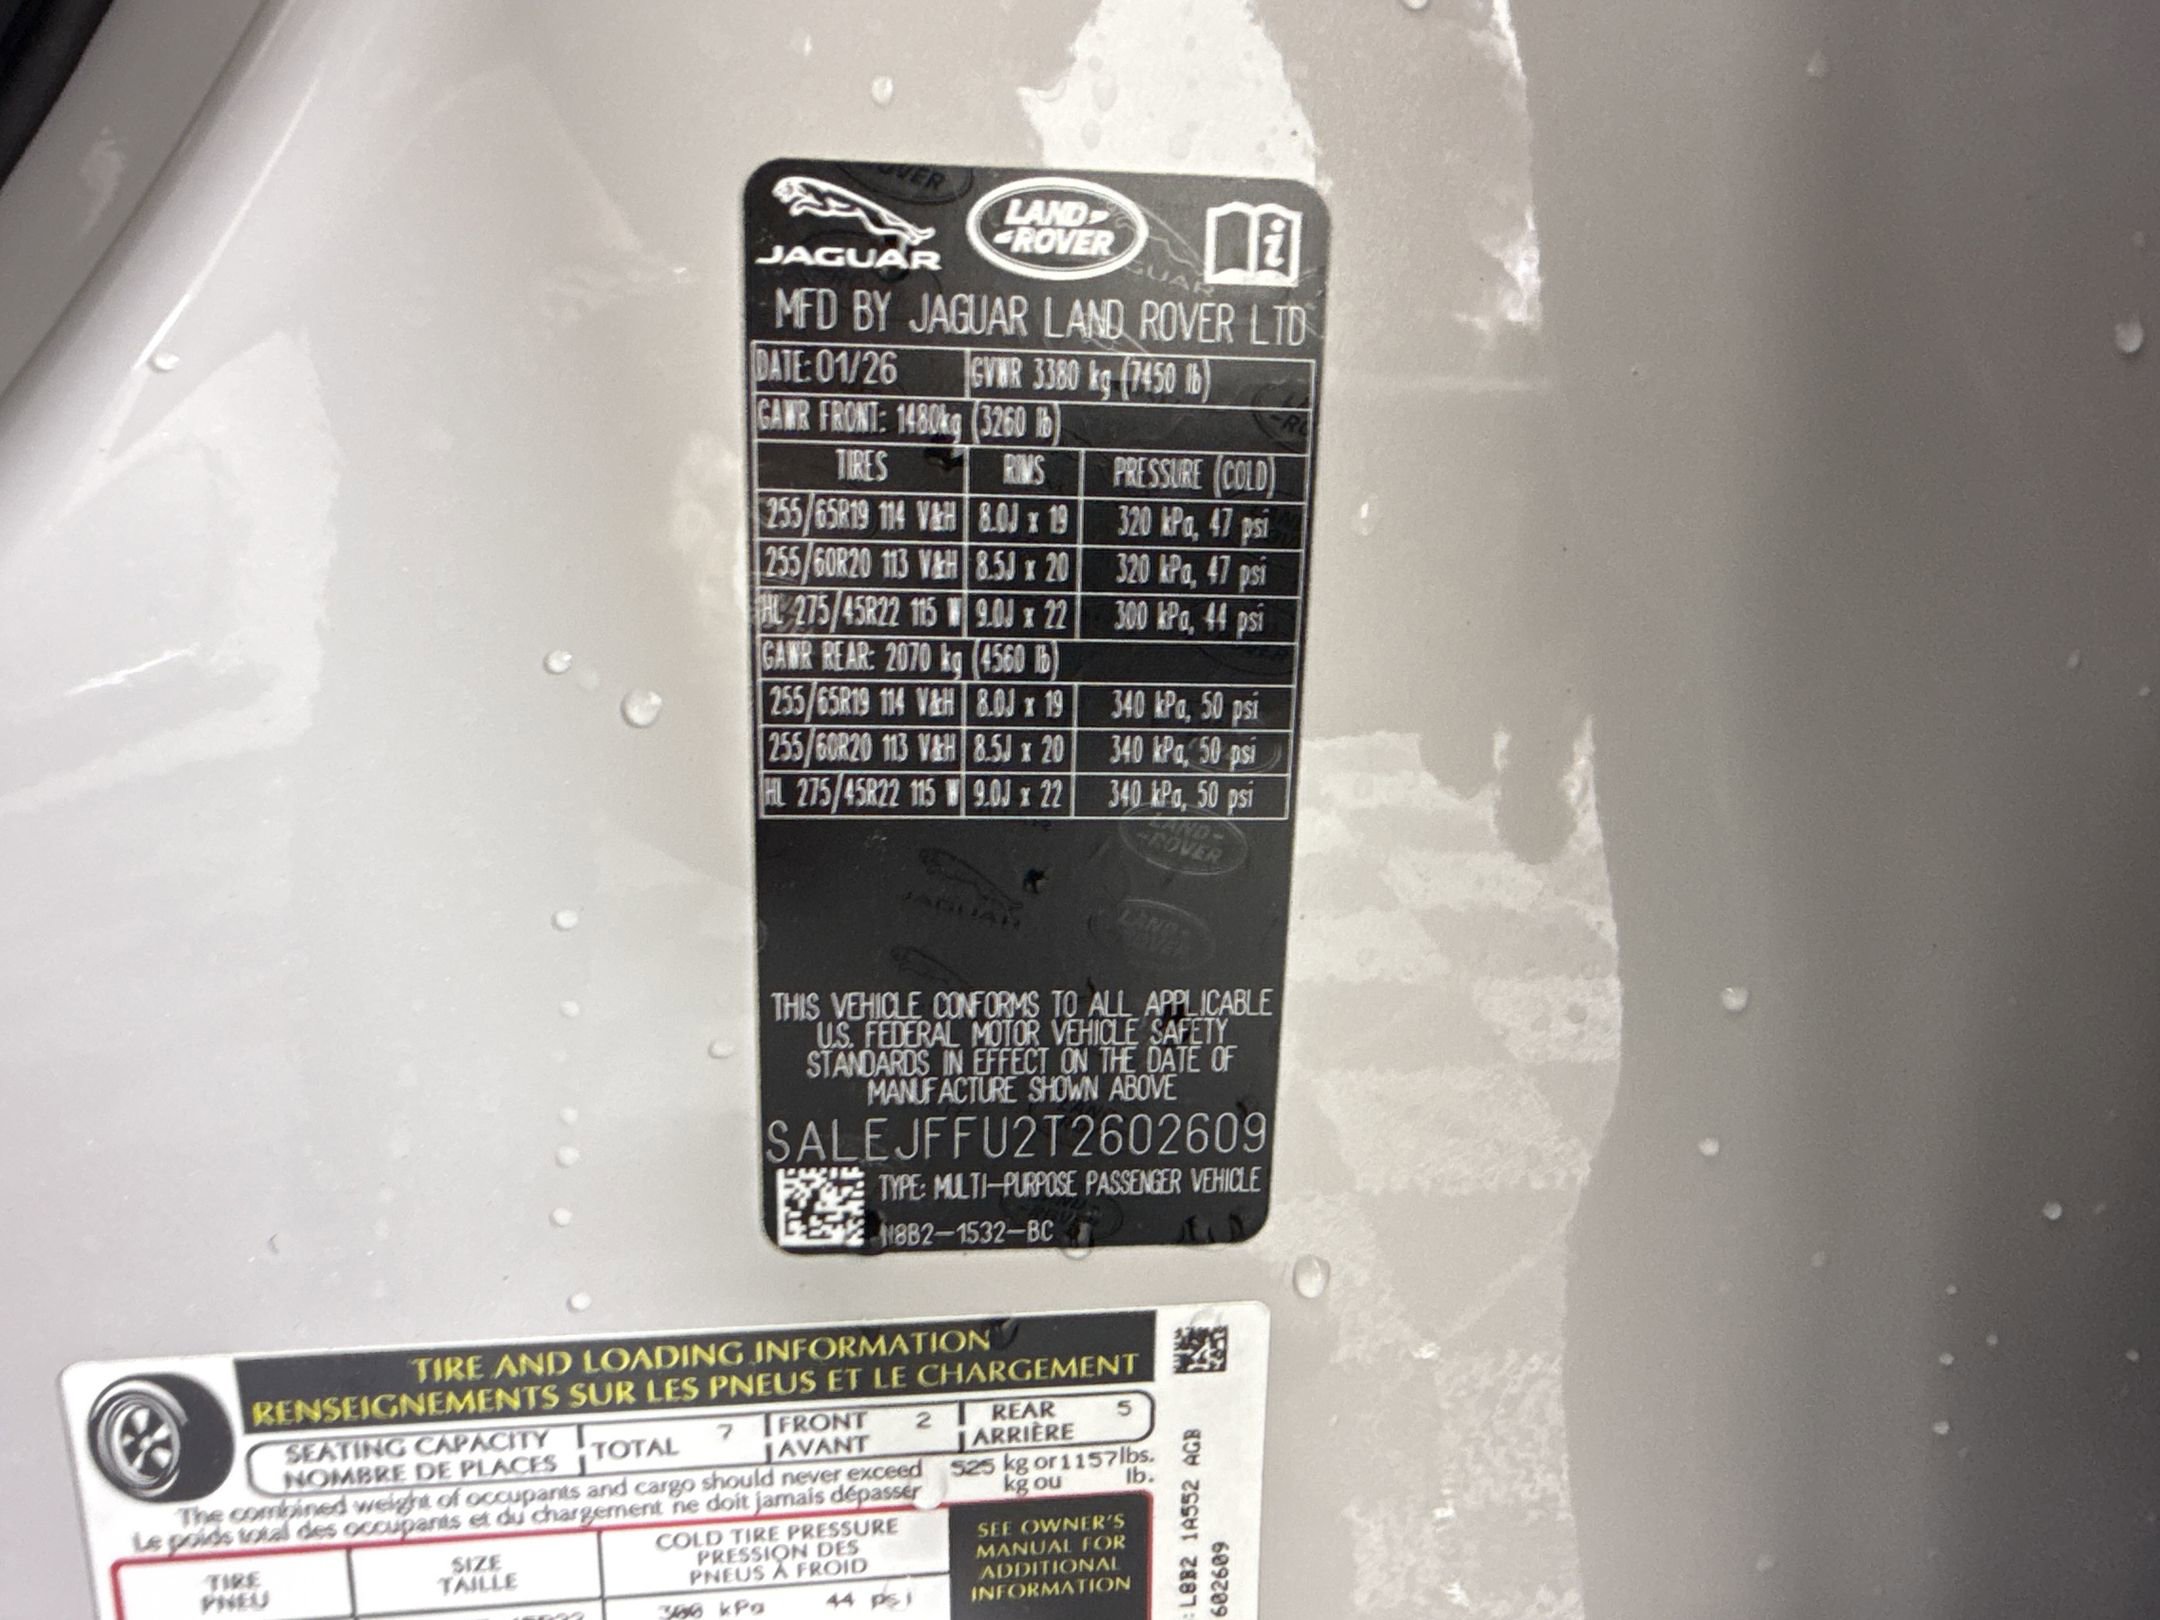 JAGUAR
LAND-
-ROVER
MFD BY JAGUAR LAND ROVER LTD
DATE: 01/26 GVWR 3380 kg (7450 lb)
GAWR FRONT: 1480kg (3260 lb)
TIRES RIMS PRESSURE (COLD)
255/65R19 114 V&H 8.0J x 19 320 kPa, 47 psi
255/60R20 113 V&H 8.5J x 20 320 kPa, 47 psi
HL 275/45R22 115 W 9.0J x 22 300 kPa, 44 psi
GAWR REAR: 2070 kg (4560 lb)
255/65R19 114 V&H 8.0J x 19 340 kPa, 50 psi
255/60R20 113 V&H 8.5J x 20 340 kPa, 50 psi
HL 275/45R22 115 W 9.0J x 22 340 kPa, 50 psi
THIS VEHICLE CONFORMS TO ALL APPLICABLE
U.S. FEDERAL MOTOR VEHICLE SAFETY
STANDARDS IN EFFECT ON THE DATE OF
MANUFACTURE SHOWN ABOVE
SALEJFFU2T2602609
TYPE: MULTI-PURPOSE PASSENGER VEHICLE
N8B2-1532-BC
TIRE AND LOADING INFORMATION
RENSEIGNEMENTS SUR LES PNEUS ET LE CHARGEMENT
SEATING CAPACITY
NOMBRE DE PLACES
TOTAL 7
FRONT 2
AVANT
REAR 5
ARRIÈRE
The combined weight of occupants and cargo should never exceed 525 kg or 1157 lbs.
Le poids total des occupants et du chargement ne doit jamais dépasser kg ou lb.
TIRE
PNEU
SIZE
TAILLE
COLD TIRE PRESSURE
PRESSION DES
PNEUS À FROID
300 kPa 44 psi
SEE OWNER'S
MANUAL FOR
ADDITIONAL
INFORMATION
:L8B2 1A552 AGB
602609